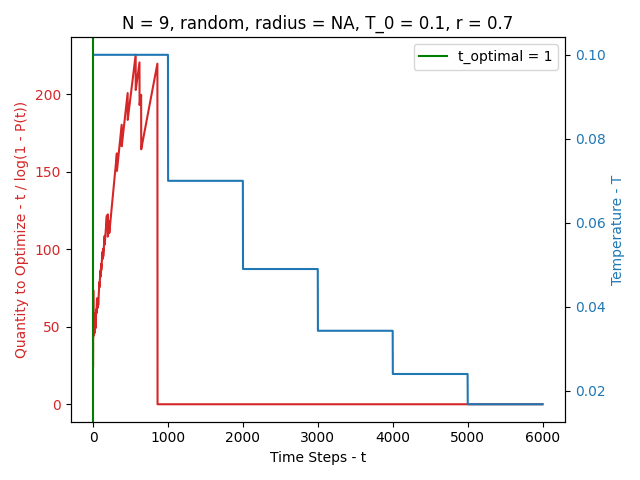 N = 9, random, radius = NA, T_0 = 0.1, r = 0.7
t_optimal = 1
Quantity to Optimize - t / log(1 - P(t))
200
150
100
50
0
0.10
0.08
0.06
0.04
0.02
Temperature - T
0 1000 2000 3000 4000 5000 6000
Time Steps - t